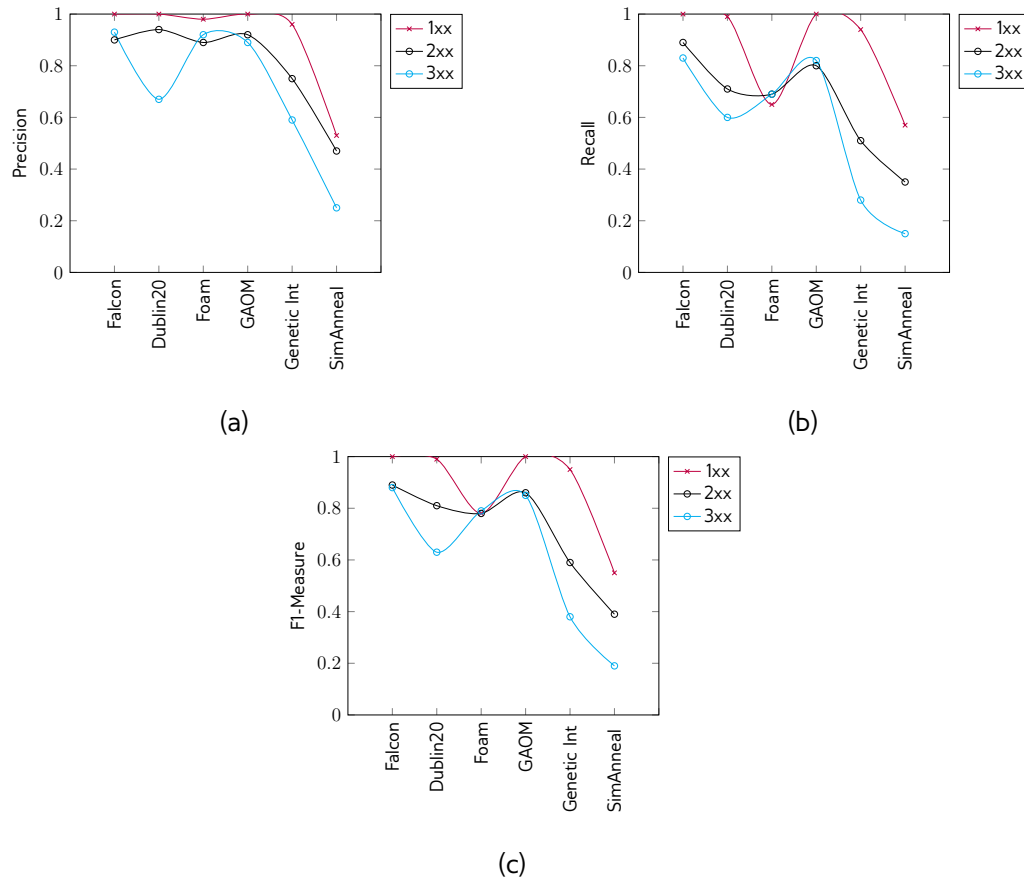 1
0.8
0.6
0.4
0.2
0
Precision
Falcon
Dublin20
Foam
GAOM
Genetic Int
SimAnneal
1xx
2xx
3xx
(a)
1
0.8
0.6
0.4
0.2
0
Recall
Falcon
Dublin20
Foam
GAOM
Genetic Int
SimAnneal
1xx
2xx
3xx
(b)
1
0.8
0.6
0.4
0.2
0
F1-Measure
Falcon
Dublin20
Foam
GAOM
Genetic Int
SimAnneal
1xx
2xx
3xx
(c)